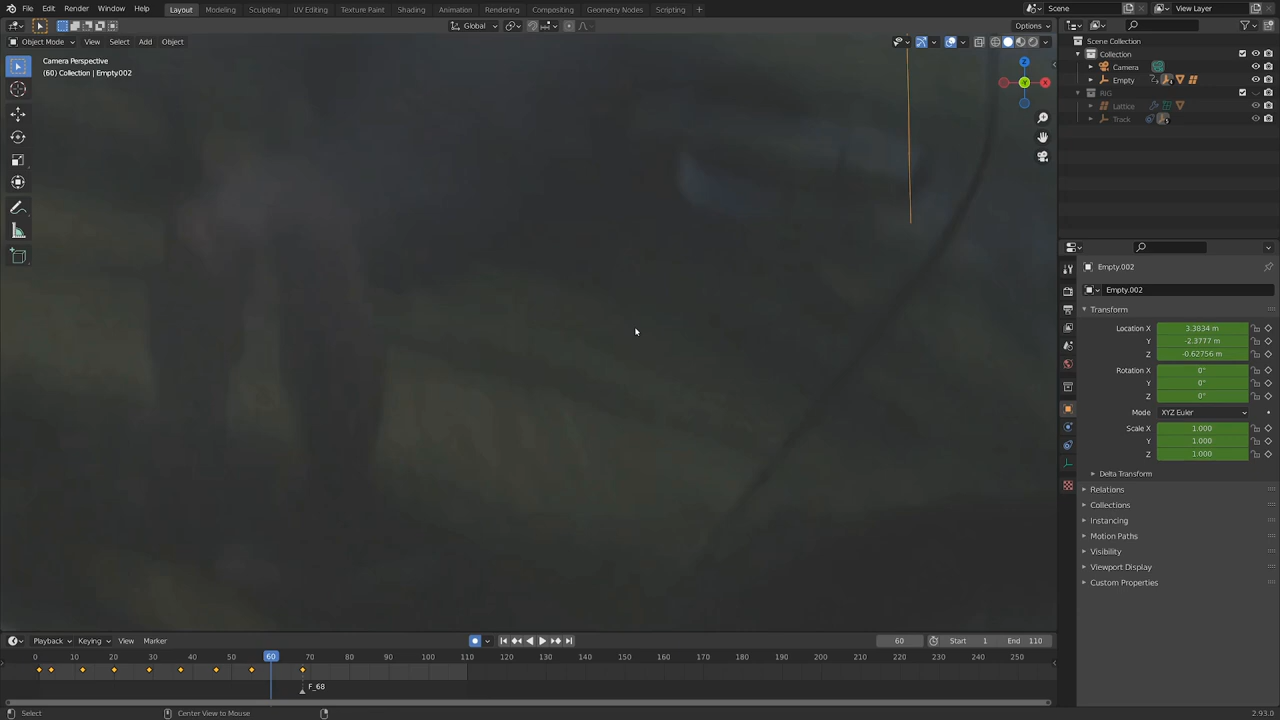 File Edit Render Window Help Layout Modeling Sculpting UV Editing Texture Paint Shading Animation Rendering Compositing Geometry Nodes Scripting + Scene View Layer
Global Options
Object Mode View Select Add Object
Camera Perspective
(60) Collection | Empty.002
Z
Y
X
Scene Collection
Collection
Camera
Empty
RIG
Lattice
Track
Empty.002
Empty.002
Transform
Location X 3.3834 m
Y -2.3777 m
Z -0.62756 m
Rotation X 0°
Y 0°
Z 0°
Mode XYZ Euler
Scale X 1.000
Y 1.000
Z 1.000
Delta Transform
Relations
Collections
Instancing
Motion Paths
Visibility
Viewport Display
Custom Properties
Playback Keying View Marker 60 Start 1 End 110
0 10 20 30 40 50 60 70 80 90 100 110 120 130 140 150 160 170 180 190 200 210 220 230 240 250
F_68
Select Center View to Mouse 2.93.0